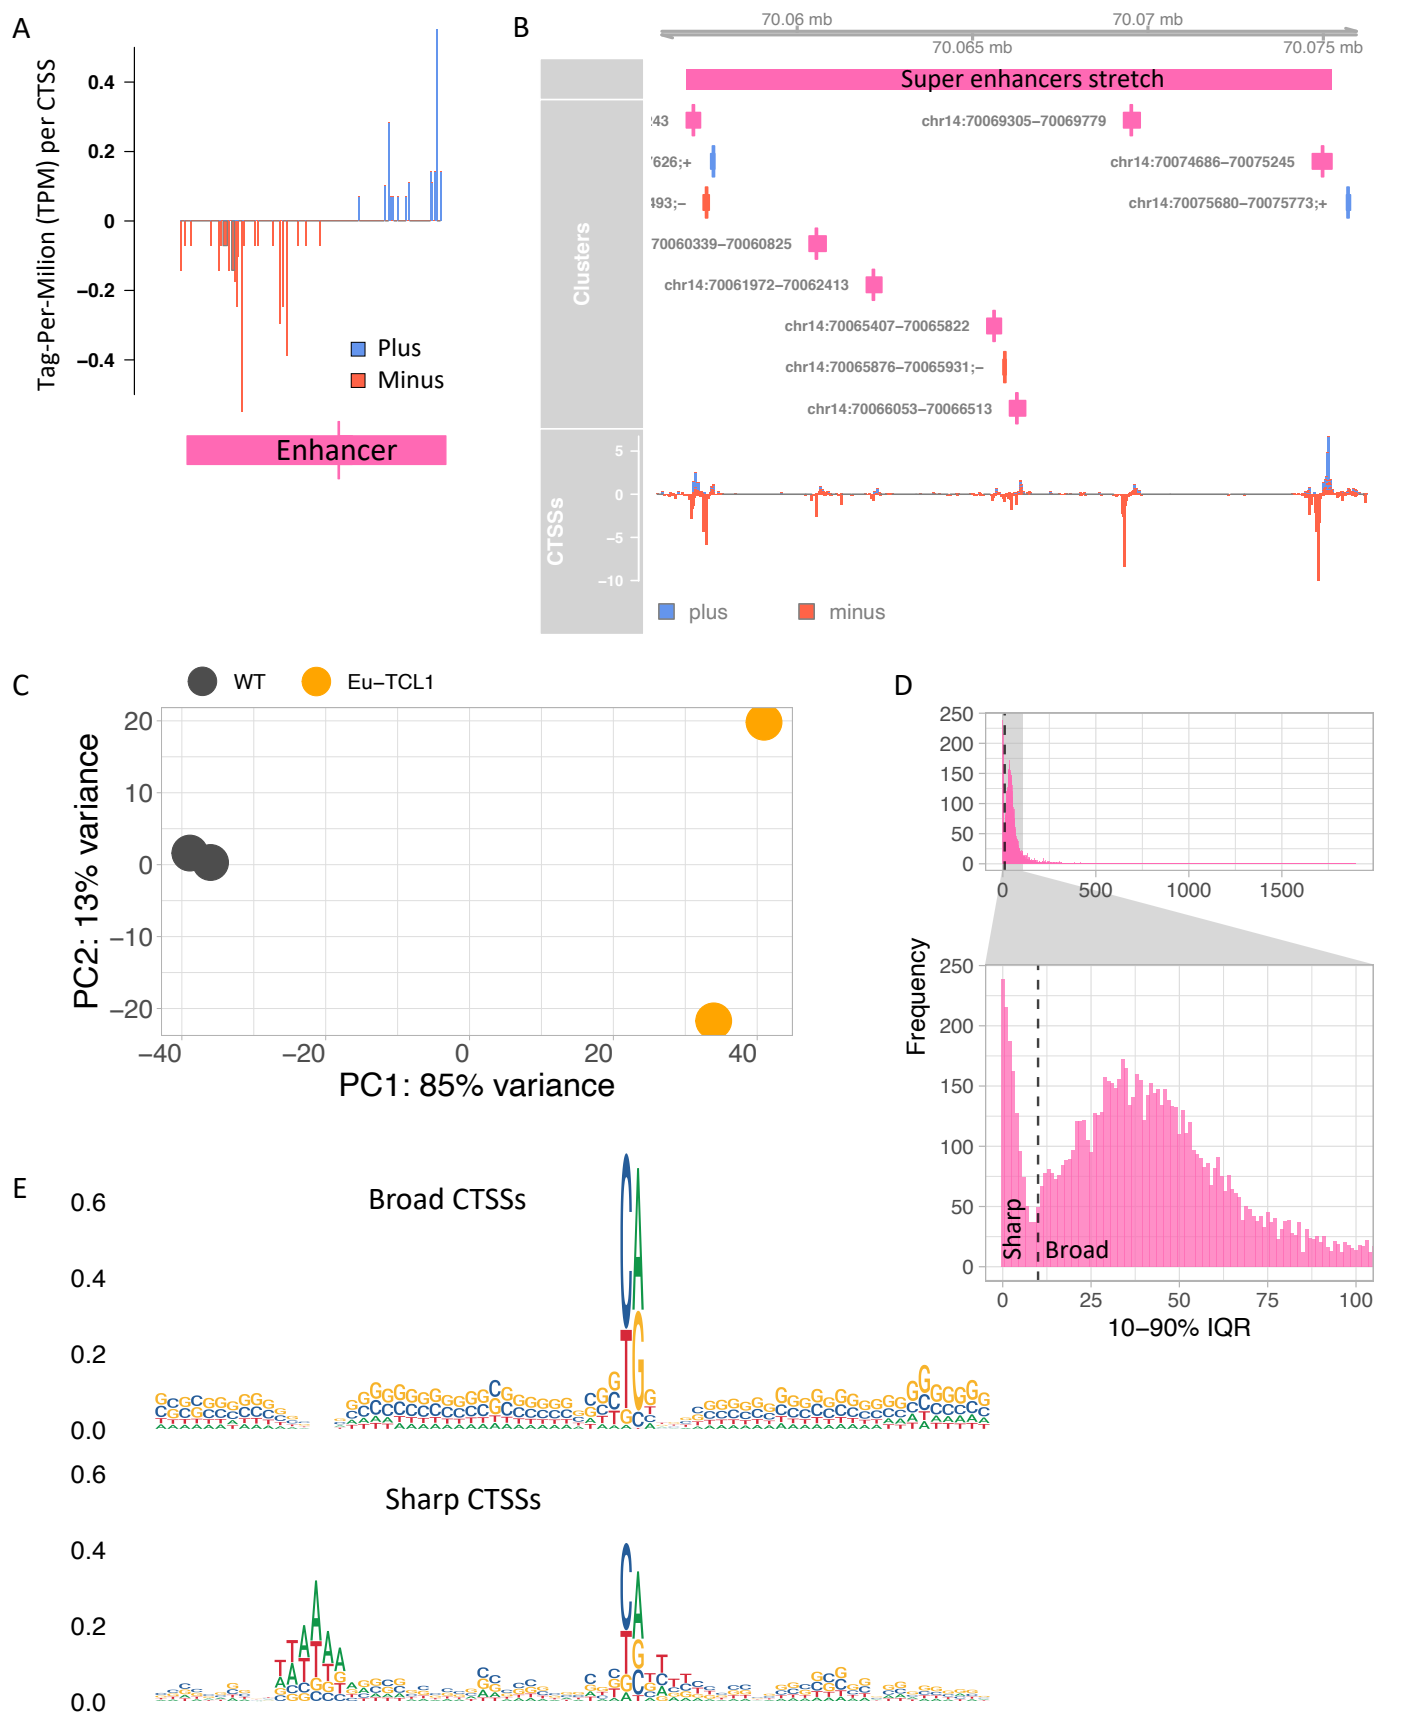 A
Tag-Per-Milion (TPM) per CTSS
0.4
0.2
0
−0.2
−0.4
Plus
Minus
Enhancer
B
70.06 mb
70.07 mb
70.065 mb
70.075 mb
Super enhancers stretch
Clusters
243
chr14:70069305−70069779
7626;+
chr14:70074686−70075245
493;−
chr14:70075680−70075773;+
70060339−70060825
chr14:70061972−70062413
chr14:70065407−70065822
chr14:70065876−70065931;−
chr14:70066053−70066513
CTSSs
5
0
−5
−10
plus
minus
C
WT
Eu−TCL1
PC2: 13% variance
20
10
0
−10
−20
−40
−20
0
20
40
PC1: 85% variance
D
250
200
150
100
50
0
0
500
1000
1500
Frequency
250
200
150
100
50
0
Sharp
Broad
0
25
50
75
100
10−90% IQR
E
Broad CTSSs
0.6
0.4
0.2
0.0
Sharp CTSSs
0.6
0.4
0.2
0.0